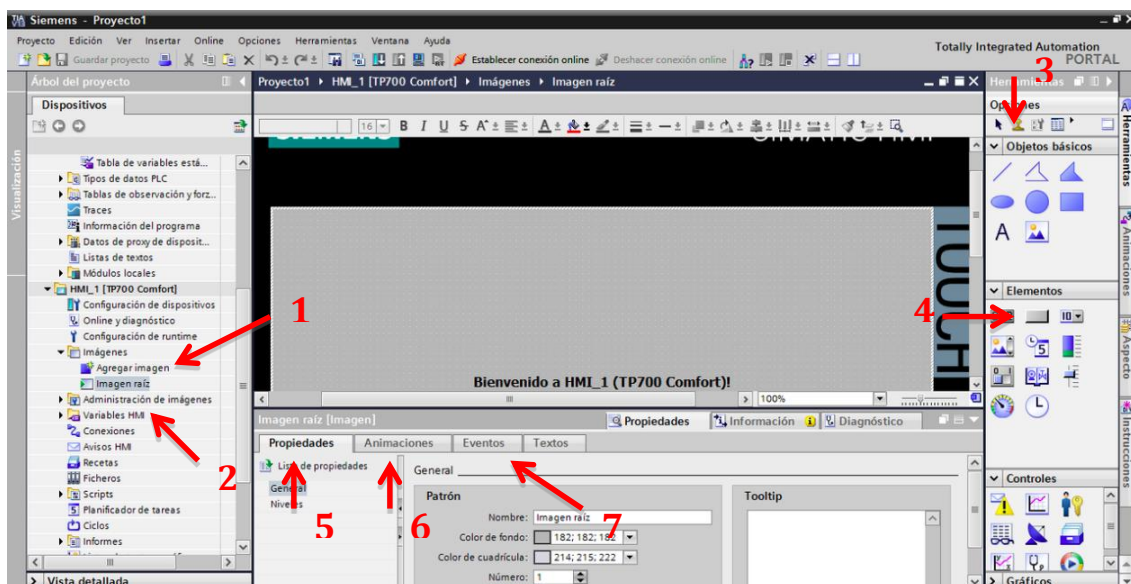 Siemens - Proyecto1
Proyecto Edición Ver Insertar Online Opciones Herramientas Ventana Ayuda
Totally Integrated Automation
PORTAL
Guardar proyecto
Establecer conexión online
Deshacer conexión online
Árbol del proyecto
Proyecto1 HMI_1 [TP700 Comfort] Imágenes Imagen raíz
3
Dispositivos
16 B I U S A
Visualización
Tabla de variables está...
Tipos de datos PLC
Tablas de observación y forz...
Traces
Información del programa
Datos de proxy de disposit...
Listas de textos
Módulos locales
HMI_1 [TP700 Comfort]
Configuración de dispositivos
Online y diagnóstico
Configuración de runtime
Imágenes
Agregar imagen
Imagen raíz
Administración de imágenes
Variables HMI
Conexiones
Avisos HMI
Recetas
Ficheros
Scripts
Planificador de tareas
Ciclos
Informes
Vista detallada
1
2
TOUCH
Bienvenido a HMI_1 (TP700 Comfort)!
100%
Imagen raíz [Imagen]
Propiedades Información Diagnóstico
Propiedades Animaciones Eventos Textos
Lista de propiedades
General
Niveles
5
6
7
General
Patrón
Nombre: Imagen raíz
Color de fondo: 182; 182; 182
Color de cuadrícula: 214; 215; 222
Número: 1
Tooltip
Objetos básicos
A
Elementos
4
10
5
Controles
Gráficos
Herramientas
Animaciones
Aspecto
Instrucciones